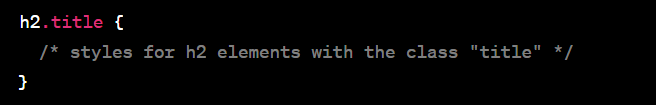 h2.title {
  /* styles for h2 elements with the class "title" */
}